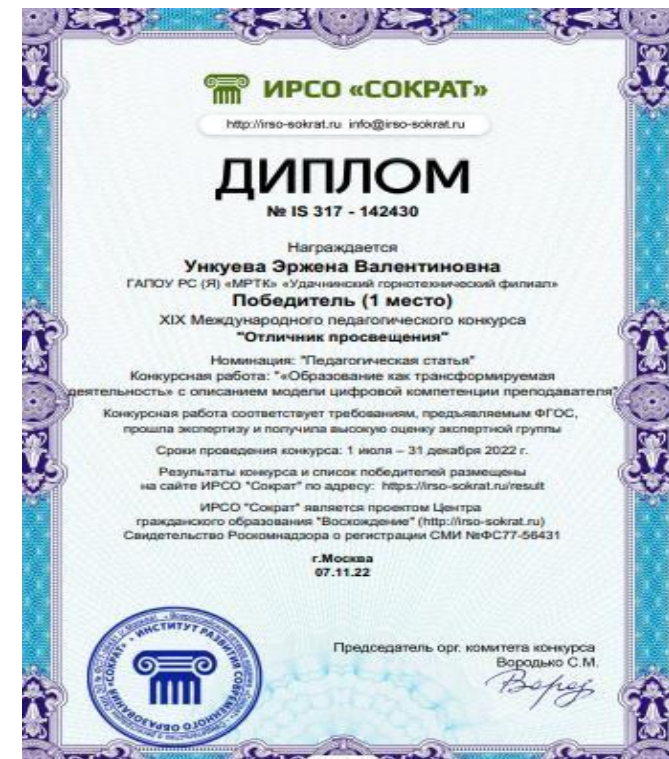 ИРСО «СОКРАТ»
http://irso-sokrat.ru info@irso-sokrat.ru
ДИПЛОМ
№ IS 317 - 142430
Награждается
Ункуева Эржена Валентиновна
ГАПОУ РС (Я) «МРТК» «Удачнинский горнотехнический филиал»
Победитель (1 место)
XIX Международного педагогического конкурса
"Отличник просвещения"
Номинация: "Педагогическая статья"
Конкурсная работа: "«Образование как трансформируемая
деятельность» с описанием модели цифровой компетенции преподавателя"
Конкурсная работа соответствует требованиям, предъявляемым ФГОС,
прошла экспертизу и получила высокую оценку экспертной группы
Сроки проведения конкурса: 1 июля – 31 декабря 2022 г.
Результаты конкурса и список победителей размещены
на сайте ИРСО "Сократ" по адресу: https://irso-sokrat.ru/result
ИРСО "Сократ" является проектом Центра
гражданского образования "Восхождение" (http://irso-sokrat.ru)
Свидетельство Роскомнадзора о регистрации СМИ №ФС77-56431
г.Москва
07.11.22
Председатель орг. комитета конкурса
Вородько С.М.
ИНСТИТУТ РАЗВИТИЯ СОВРЕМЕННОГО ОБРАЗОВАНИЯ «СОКРАТ»